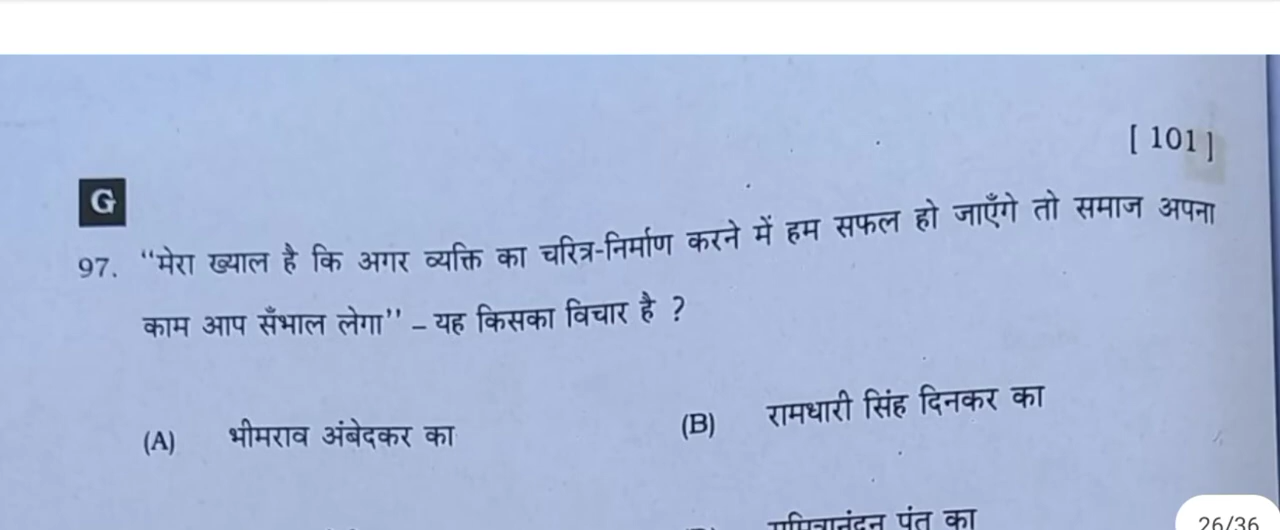 [ 101 ]
G
97. “मेरा ख्याल है कि अगर व्यक्ति का चरित्र-निर्माण करने में हम सफल हो जाएँगे तो समाज अपना
काम आप सँभाल लेगा” – यह किसका विचार है ?
(A) भीमराव अंबेदकर का (B) रामधारी सिंह दिनकर का
पंत का
26/36